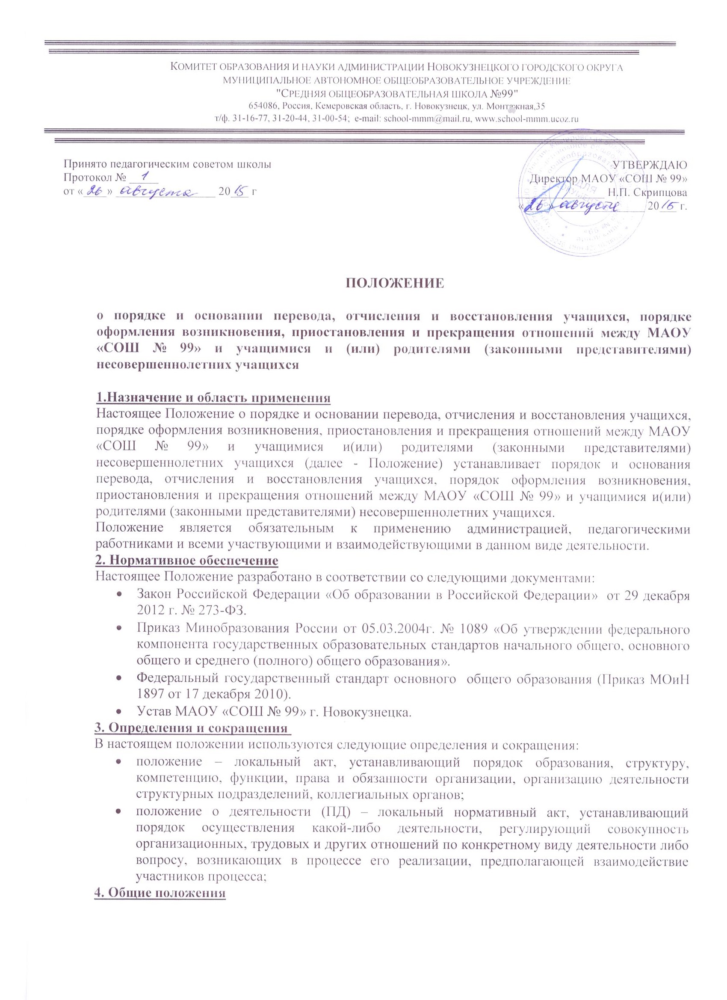 КОМИТЕТ ОБРАЗОВАНИЯ И НАУКИ АДМИНИСТРАЦИИ НОВОКУЗНЕЦКОГО ГОРОДСКОГО ОКРУГА
МУНИЦИПАЛЬНОЕ АВТОНОМНОЕ ОБЩЕОБРАЗОВАТЕЛЬНОЕ УЧРЕЖДЕНИЕ
"СРЕДНЯЯ ОБЩЕОБРАЗОВАТЕЛЬНАЯ ШКОЛА №99"
654086, Россия, Кемеровская область, г. Новокузнецк, ул. Монтажная,35
т/ф. 31-16-77, 31-20-44, 31-00-54; e-mail: school-mmm@mail.ru, www.school-mmm.ucoz.ru
Принято педагогическим советом школы
Протокол № 1
от «26» августа 2015 г
УТВЕРЖДАЮ
Директор МАОУ «СОШ № 99»
Н.П. Скрипцова
«26» августа 2015 г.
ПОЛОЖЕНИЕ
о порядке и основании перевода, отчисления и восстановления учащихся, порядке
оформления возникновения, приостановления и прекращения отношений между МАОУ
«СОШ № 99» и учащимися и (или) родителями (законными представителями)
несовершеннолетних учащихся
1.Назначение и область применения
Настоящее Положение о порядке и основании перевода, отчисления и восстановления учащихся,
порядке оформления возникновения, приостановления и прекращения отношений между МАОУ
«СОШ № 99» и учащимися и(или) родителями (законными представителями)
несовершеннолетних учащихся (далее - Положение) устанавливает порядок и основания
перевода, отчисления и восстановления учащихся, порядок оформления возникновения,
приостановления и прекращения отношений между МАОУ «СОШ № 99» и учащимися и(или)
родителями (законными представителями) несовершеннолетних учащихся.
Положение является обязательным к применению администрацией, педагогическими
работниками и всеми участвующими и взаимодействующими в данном виде деятельности.
2. Нормативное обеспечение
Настоящее Положение разработано в соответствии со следующими документами:
• Закон Российской Федерации «Об образовании в Российской Федерации» от 29 декабря
2012 г. № 273-ФЗ.
• Приказ Минобразования России от 05.03.2004г. № 1089 «Об утверждении федерального
компонента государственных образовательных стандартов начального общего, основного
общего и среднего (полного) общего образования».
• Федеральный государственный стандарт основного общего образования (Приказ МОиН
1897 от 17 декабря 2010).
• Устав МАОУ «СОШ № 99» г. Новокузнецка.
3. Определения и сокращения
В настоящем положении используются следующие определения и сокращения:
• положение – локальный акт, устанавливающий порядок образования, структуру,
компетенцию, функции, права и обязанности организации, организацию деятельности
структурных подразделений, коллегиальных органов;
• положение о деятельности (ПД) – локальный нормативный акт, устанавливающий
порядок осуществления какой-либо деятельности, регулирующий совокупность
организационных, трудовых и других отношений по конкретному виду деятельности либо
вопросу, возникающих в процессе его реализации, предполагающей взаимодействие
участников процесса;
4. Общие положения